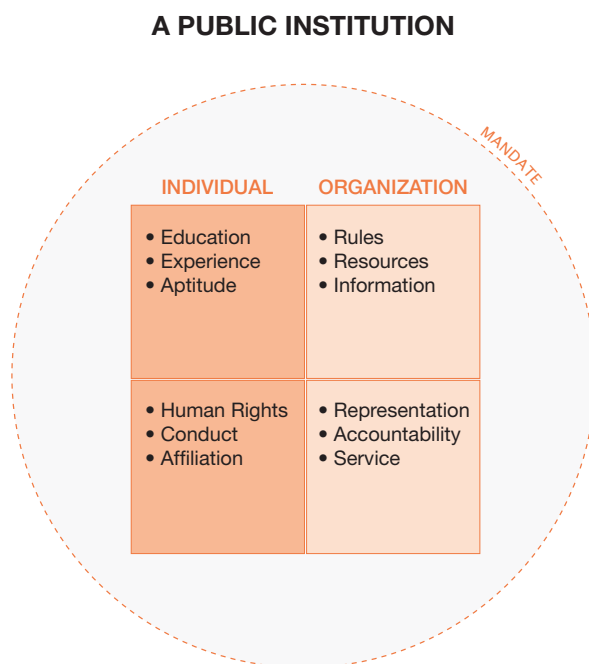 A PUBLIC INSTITUTION
MANDATE
INDIVIDUAL
ORGANIZATION
• Education
• Experience
• Aptitude
• Rules
• Resources
• Information
• Human Rights
• Conduct
• Affiliation
• Representation
• Accountability
• Service